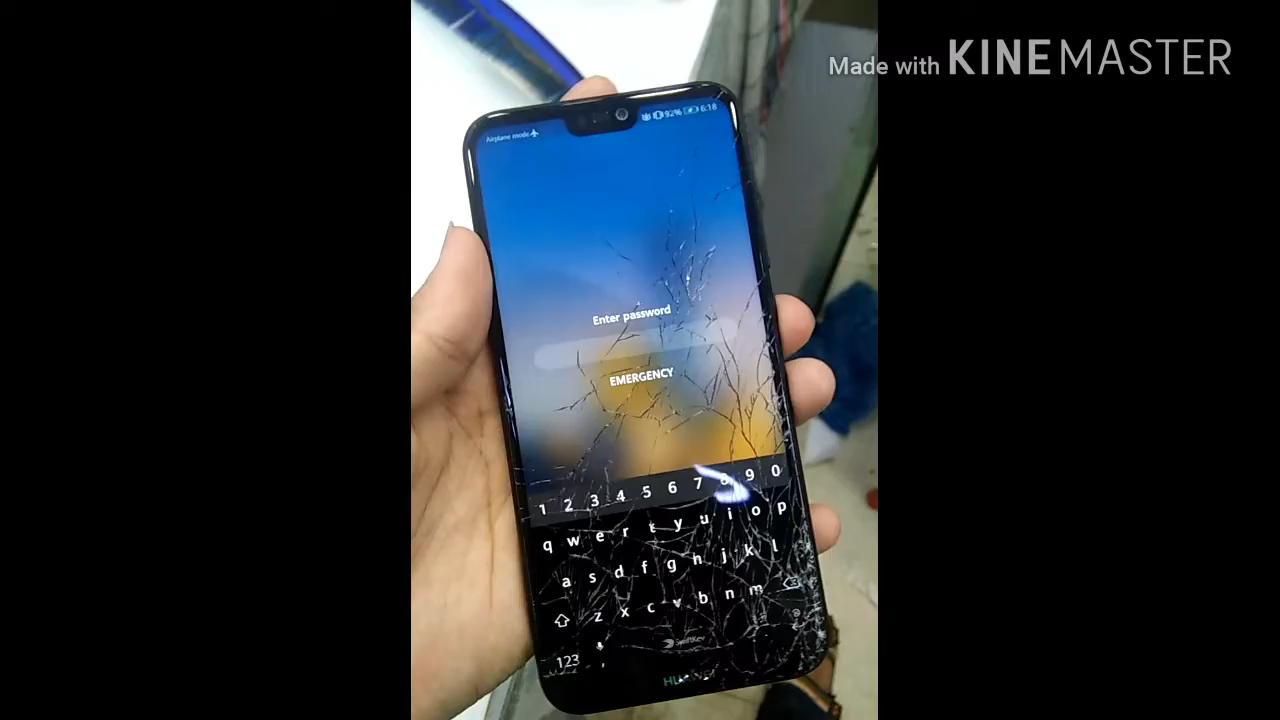 Made with KINEMASTER
Airplane mode 92% 6:18
Enter password
EMERGENCY
1 2 3 4 5 6 7 8 9 0
q w e r t y u i o p
a s d f g h j k l
z x c v b n m
SwiftKey
123
HUAWEI